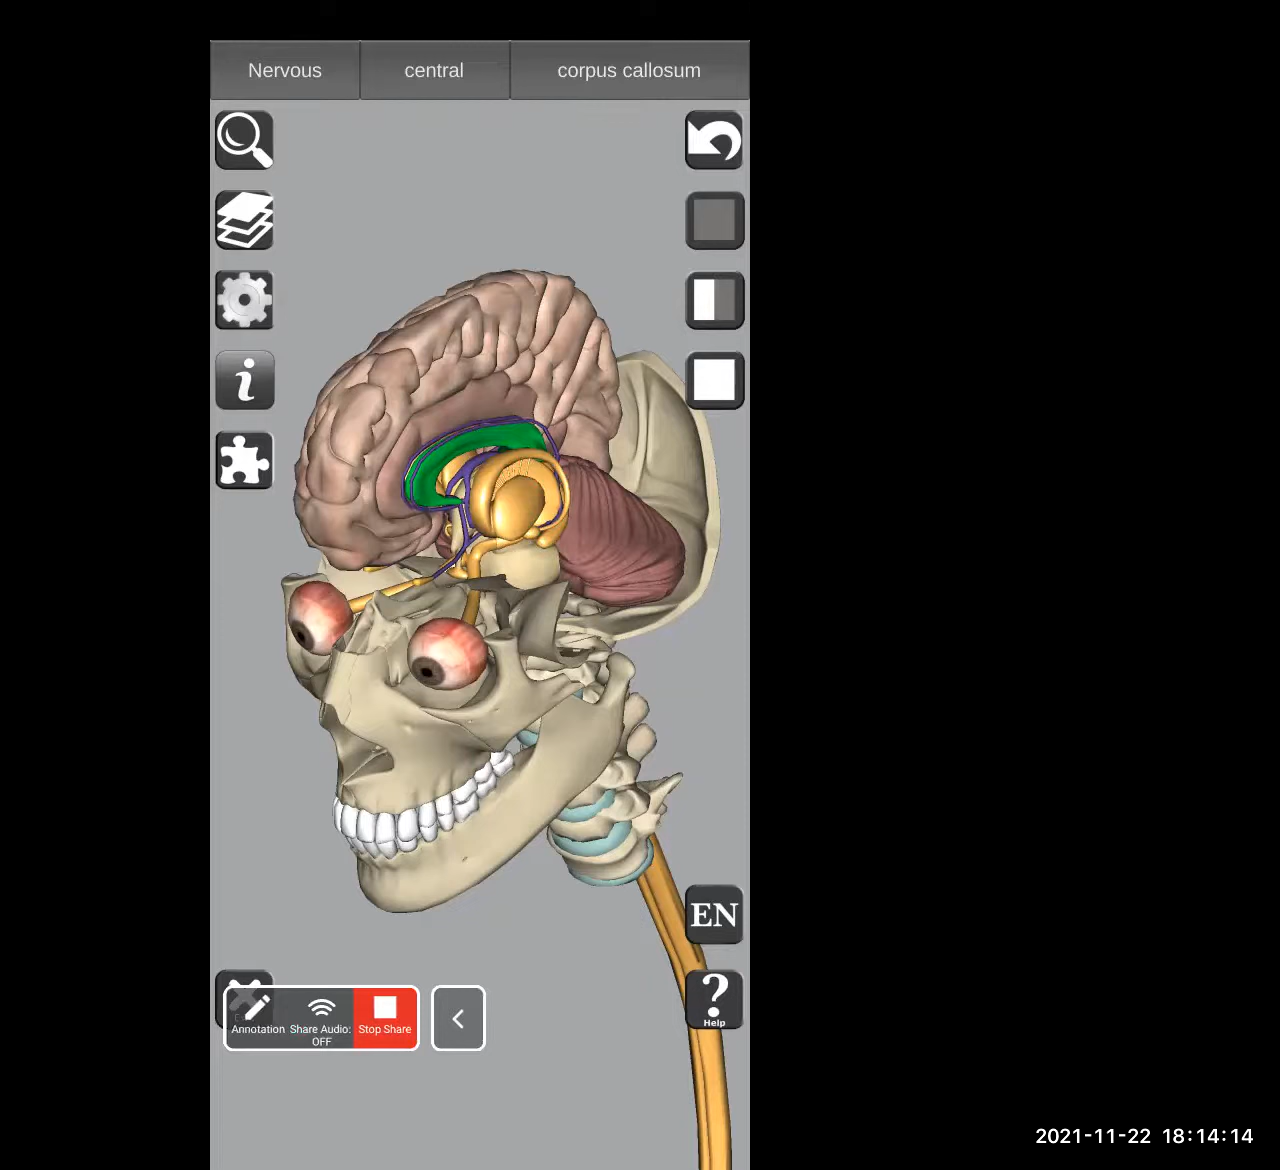 Nervous central corpus callosum
i
EN
?
Help
Annotation Share Audio: Stop Share
OFF
2021-11-22 18:14:14